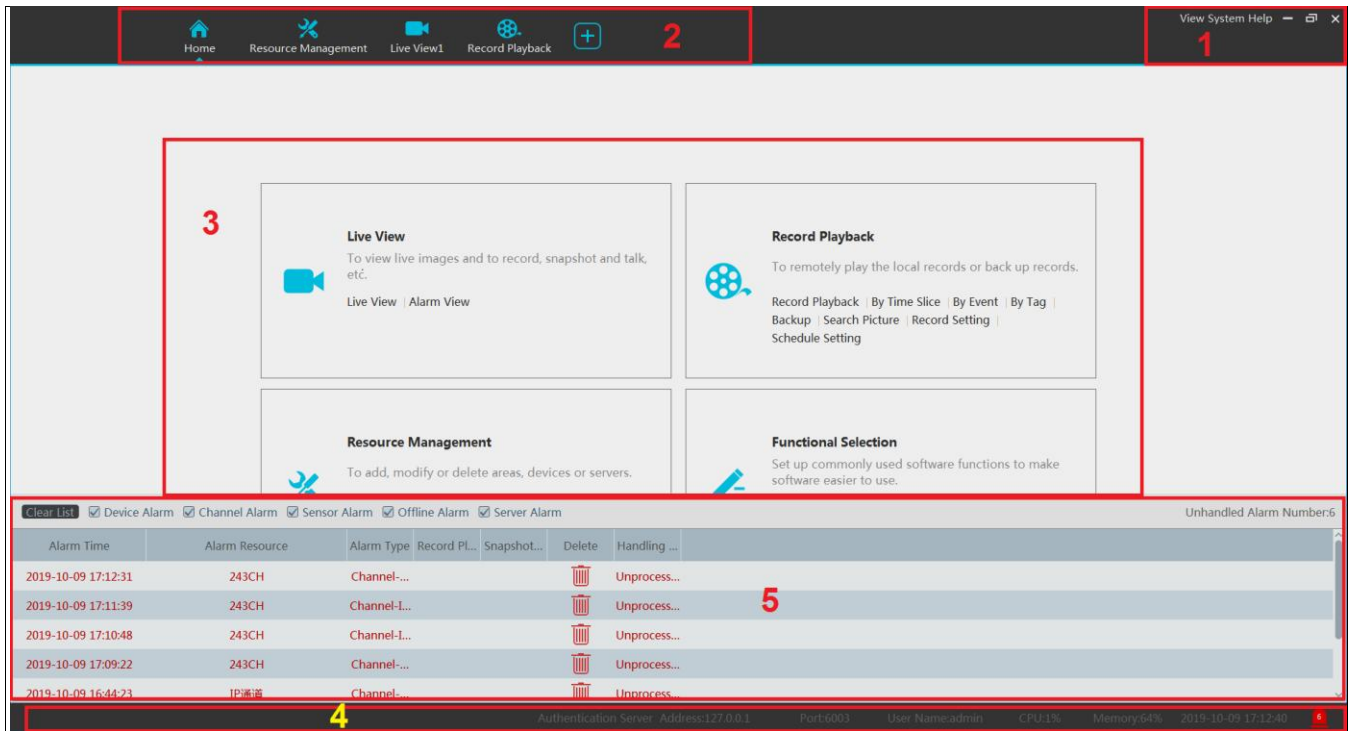 View System Help
1
Home
Resource Management
Live View1
Record Playback
2
3
Live View
To view live images and to record, snapshot and talk,
etc.
Live View | Alarm View
Record Playback
To remotely play the local records or back up records.
Record Playback | By Time Slice | By Event | By Tag |
Backup | Search Picture | Record Setting |
Schedule Setting
Resource Management
To add, modify or delete areas, devices or servers.
Functional Selection
Set up commonly used software functions to make
software easier to use.
Clear List Device Alarm Channel Alarm Sensor Alarm Offline Alarm Server Alarm Unhandled Alarm Number:6
Alarm Time Alarm Resource Alarm Type Record Pl... Snapshot... Delete Handling ...
2019-10-09 17:12:31 243CH Channel-... Unprocess...
2019-10-09 17:11:39 243CH Channel-I... Unprocess...
5
2019-10-09 17:10:48 243CH Channel-I... Unprocess...
2019-10-09 17:09:22 243CH Channel-... Unprocess...
2019-10-09 16:44:23 IP通道 Channel-... Unprocess...
4
Authentication Server Address:127.0.0.1 Port:6003 User Name:admin CPU:1% Memory:64% 2019-10-09 17:12:40 6